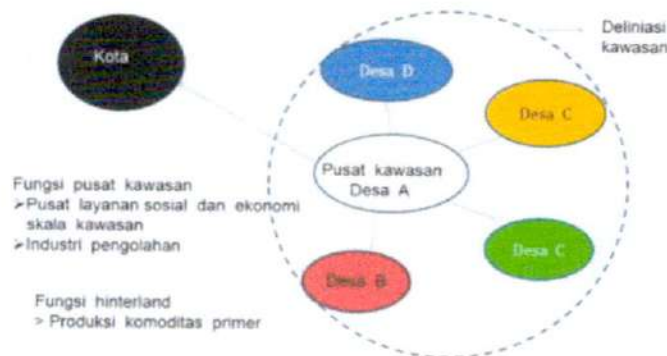 Kota
Deliniasi
kawasan
Desa D
Desa C
Pusat kawasan
Desa A
Fungsi pusat kawasan
➢Pusat layanan sosial dan ekonomi
skala kawasan
➢Industri pengolahan
Desa C
Desa B
Fungsi hinterland
> Produksi komoditas primer